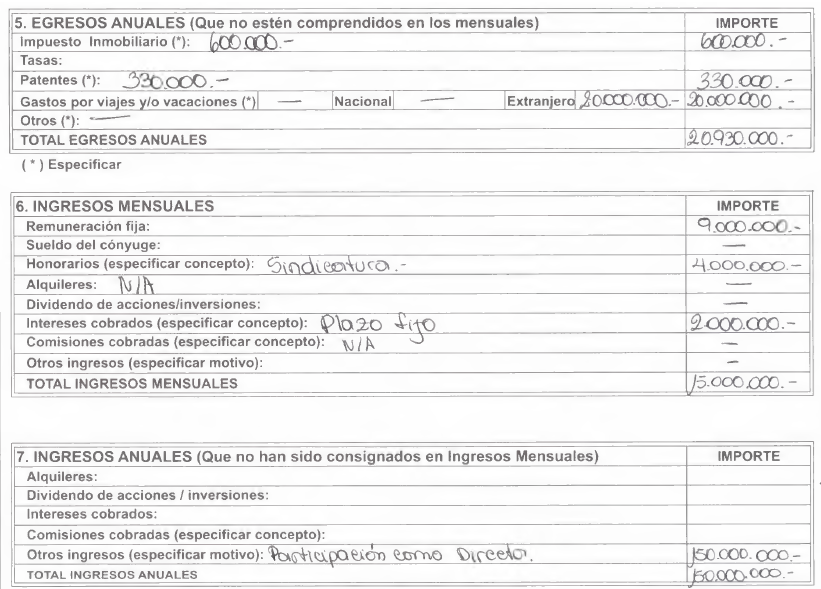 5. EGRESOS ANUALES (Que no estén comprendidos en los mensuales) IMPORTE
Impuesto Inmobiliario (*): 600.000.- 600.000.-
Tasas:
Patentes (*): 330.000.- 330.000.-
Gastos por viajes y/o vacaciones (*) — Nacional — Extranjero 20.000.000.- 20.000.000.-
Otros (*): —
TOTAL EGRESOS ANUALES 20.930.000.-
(*) Especificar
6. INGRESOS MENSUALES IMPORTE
Remuneración fija: 9.000.000.-
Sueldo del cónyuge: —
Honorarios (especificar concepto): Sindicatura.- 4.000.000.-
Alquileres: N/A —
Dividendo de acciones/inversiones: —
Intereses cobrados (especificar concepto): Plazo fijo 2.000.000.-
Comisiones cobradas (especificar concepto): N/A —
Otros ingresos (especificar motivo): —
TOTAL INGRESOS MENSUALES 15.000.000.-
7. INGRESOS ANUALES (Que no han sido consignados en Ingresos Mensuales) IMPORTE
Alquileres:
Dividendo de acciones / inversiones:
Intereses cobrados:
Comisiones cobradas (especificar concepto):
Otros ingresos (especificar motivo): Participación como Director. 150.000.000.-
TOTAL INGRESOS ANUALES 150.000.000.-